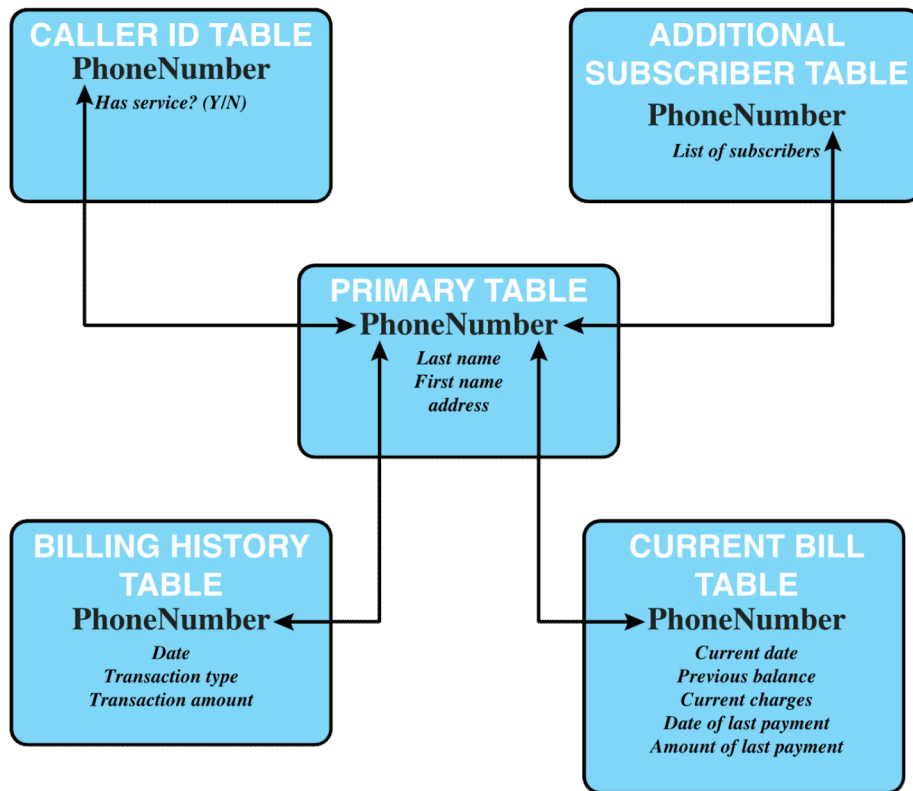 CALLER ID TABLE
PhoneNumber
Has service? (Y/N)
ADDITIONAL
SUBSCRIBER TABLE
PhoneNumber
List of subscribers
PRIMARY TABLE
PhoneNumber
Last name
First name
address
BILLING HISTORY
TABLE
PhoneNumber
Date
Transaction type
Transaction amount
CURRENT BILL
TABLE
PhoneNumber
Current date
Previous balance
Current charges
Date of last payment
Amount of last payment